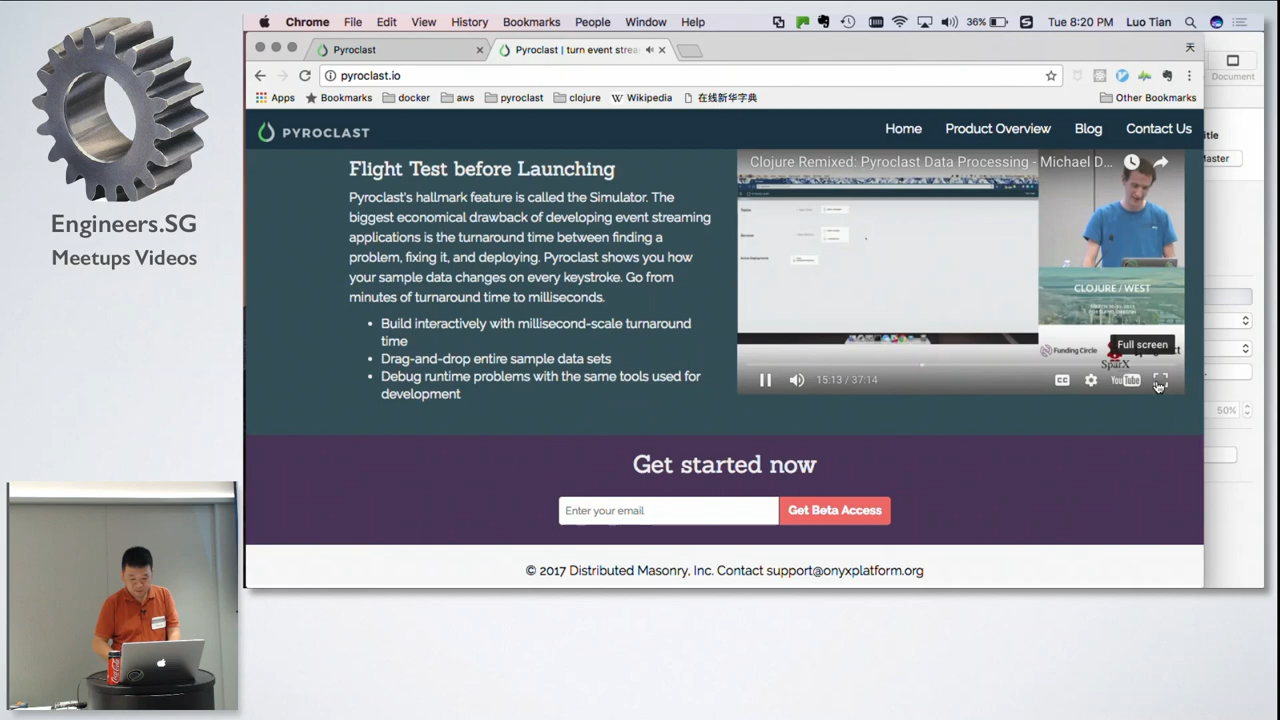 Engineers.SG
Meetups Videos
Chrome File Edit View History Bookmarks People Window Help
36% Tue 8:20 PM Luo Tian
Pyroclast
Pyroclast | turn event strea
天
pyroclast.io
Apps Bookmarks docker aws pyroclast clojure Wikipedia 在线新华字典 Other Bookmarks
Document
PYROCLAST
Home Product Overview Blog Contact Us
Flight Test before Launching
Pyroclast's hallmark feature is called the Simulator. The
biggest economical drawback of developing event streaming
applications is the turnaround time between finding a
problem, fixing it, and deploying. Pyroclast shows you how
your sample data changes on every keystroke. Go from
minutes of turnaround time to milliseconds.
• Build interactively with millisecond-scale turnaround
time
• Drag-and-drop entire sample data sets
• Debug runtime problems with the same tools used for
development
Clojure Remixed: Pyroclast Data Processing - Michael D...
CLOJURE / WEST
Funding Circle
SparX
Full screen
15:13 / 37:14
CC
YouTube
50%
Get started now
Enter your email
Get Beta Access
© 2017 Distributed Masonry, Inc. Contact support@onyxplatform.org